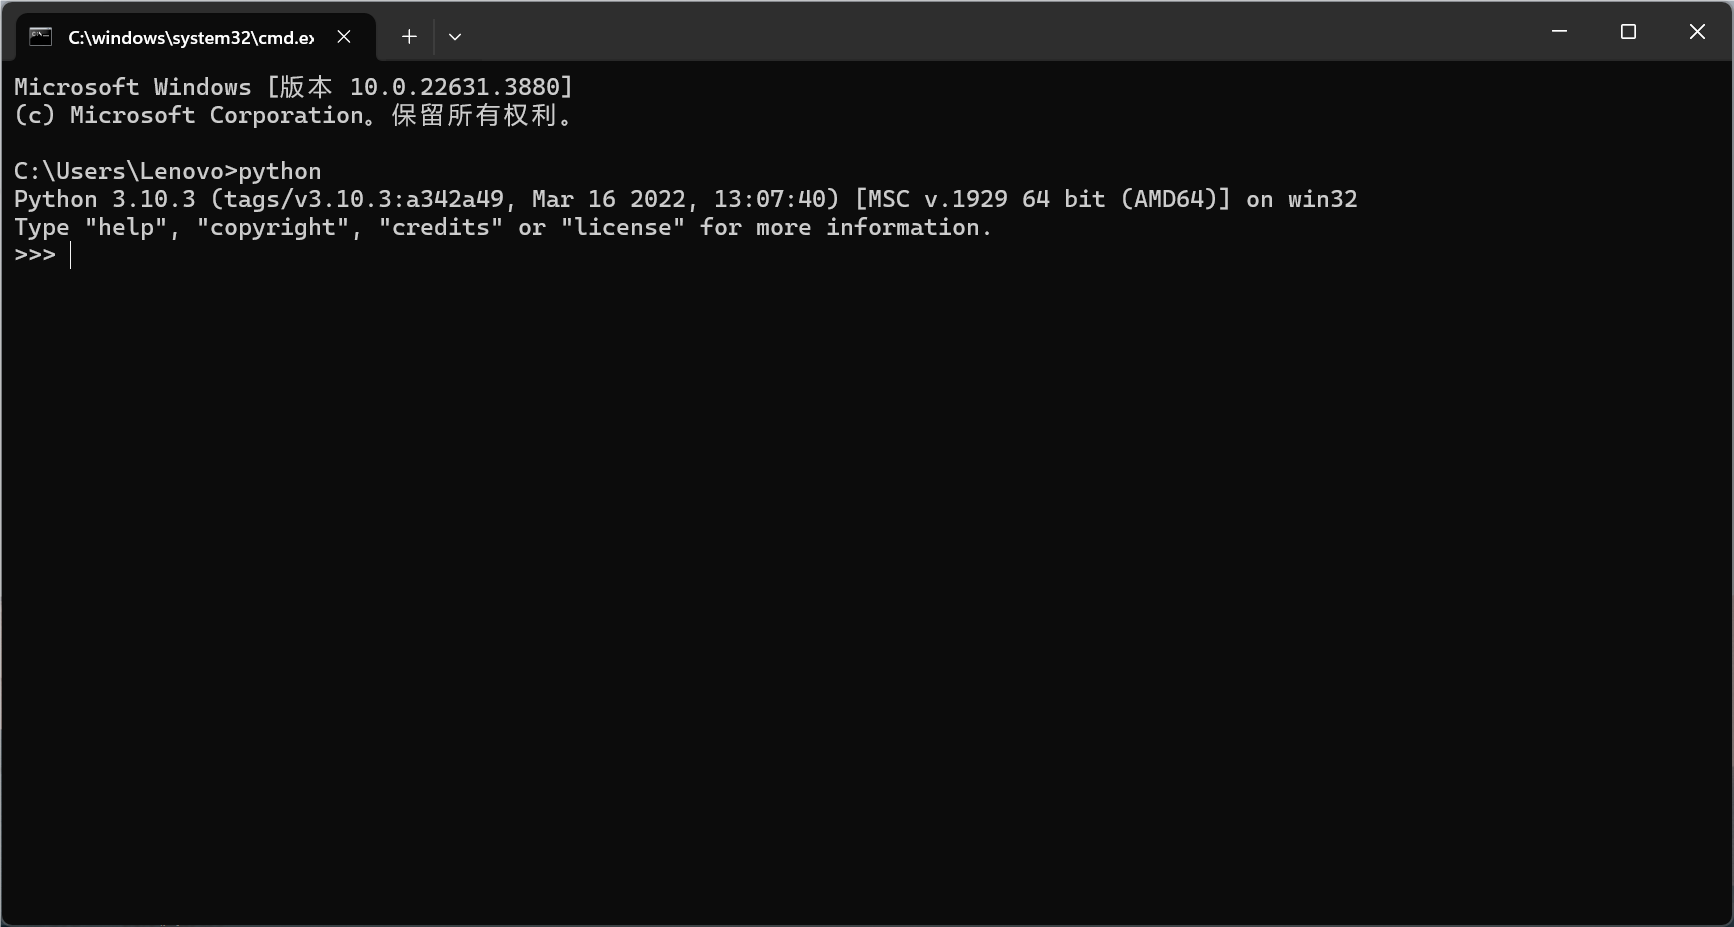 C:\windows\system32\cmd.ex
Microsoft Windows [版本 10.0.22631.3880]
(c) Microsoft Corporation。保留所有权利。
C:\Users\Lenovo>python
Python 3.10.3 (tags/v3.10.3:a342a49, Mar 16 2022, 13:07:40) [MSC v.1929 64 bit (AMD64)] on win32
Type "help", "copyright", "credits" or "license" for more information.
>>>